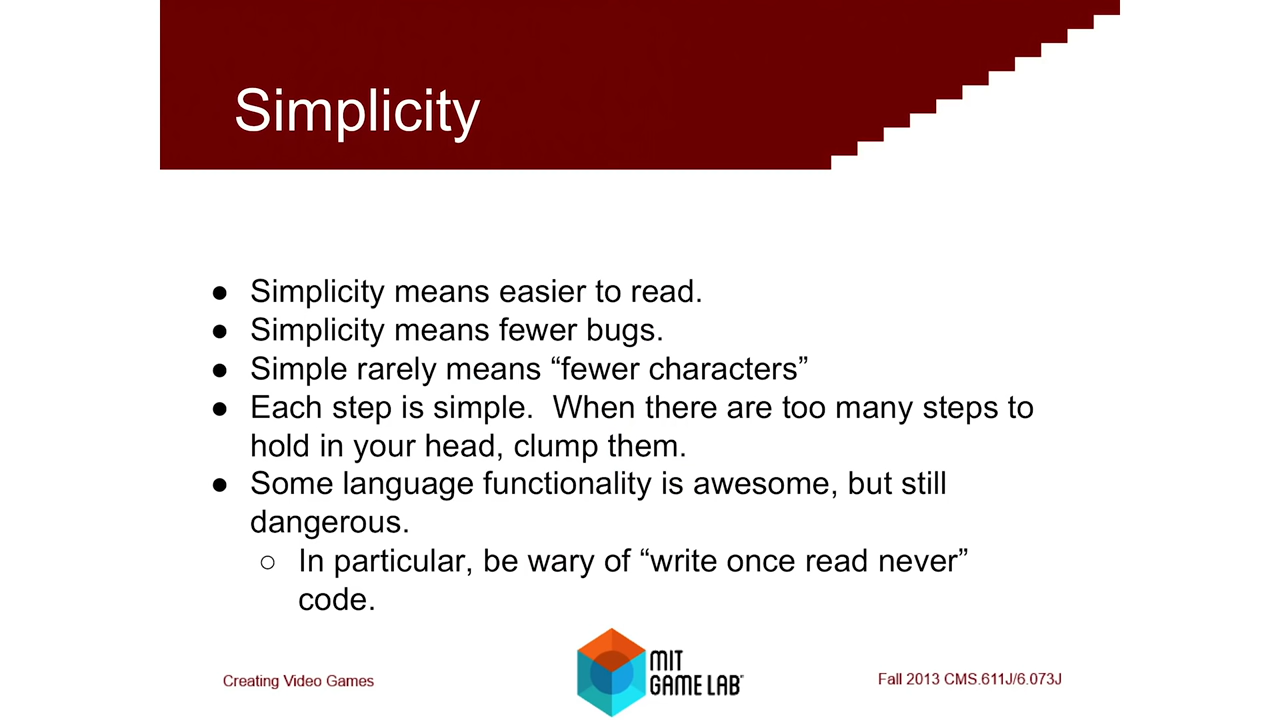 Simplicity
● Simplicity means easier to read.
● Simplicity means fewer bugs.
● Simple rarely means “fewer characters”
● Each step is simple.  When there are too many steps to
hold in your head, clump them.
● Some language functionality is awesome, but still
dangerous.
○ In particular, be wary of “write once read never”
code.
MIT
GAME LAB
Creating Video Games
Fall 2013 CMS.611J/6.073J